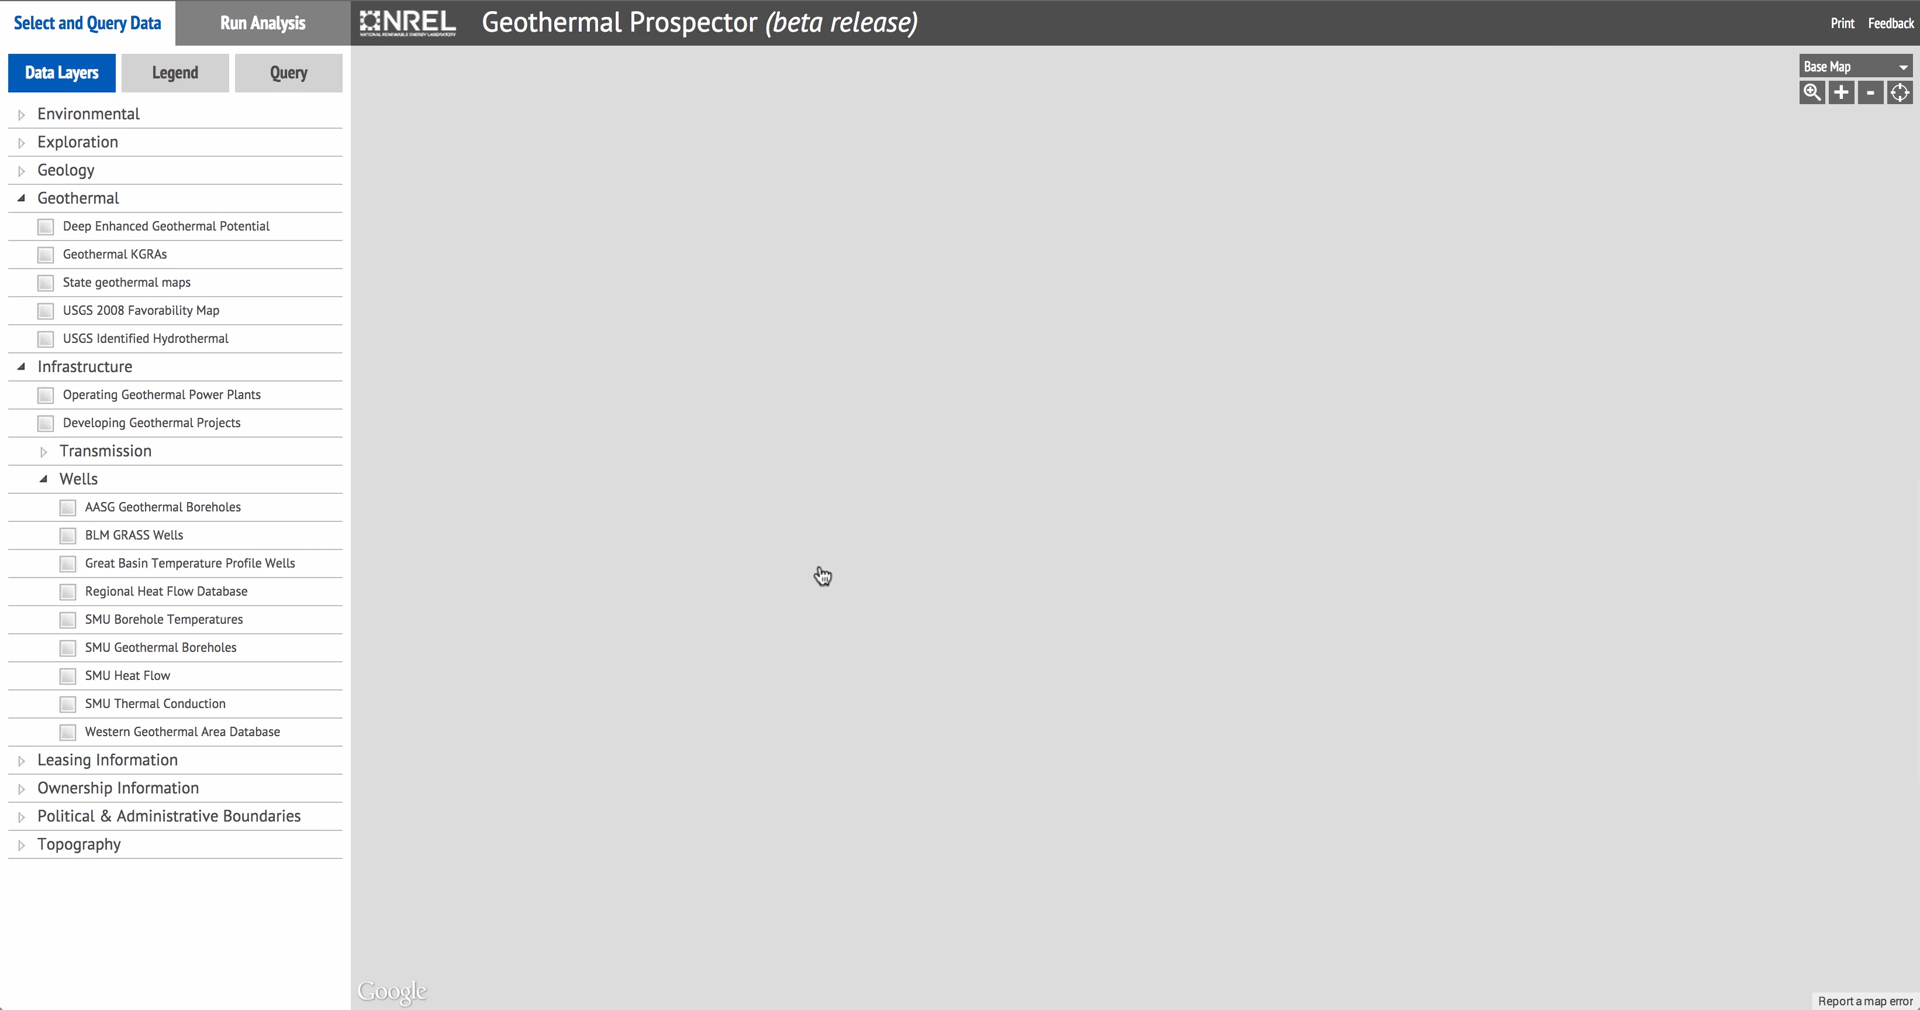 Select and Query Data
Run Analysis
NREL
NATIONAL RENEWABLE ENERGY LABORATORY
Geothermal Prospector (beta release)
Print
Feedback
Data Layers
Legend
Query
Base Map
Environmental
Exploration
Geology
Geothermal
Deep Enhanced Geothermal Potential
Geothermal KGRAs
State geothermal maps
USGS 2008 Favorability Map
USGS Identified Hydrothermal
Infrastructure
Operating Geothermal Power Plants
Developing Geothermal Projects
Transmission
Wells
AASG Geothermal Boreholes
BLM GRASS Wells
Great Basin Temperature Profile Wells
Regional Heat Flow Database
SMU Borehole Temperatures
SMU Geothermal Boreholes
SMU Heat Flow
SMU Thermal Conduction
Western Geothermal Area Database
Leasing Information
Ownership Information
Political & Administrative Boundaries
Topography
Google
Report a map error